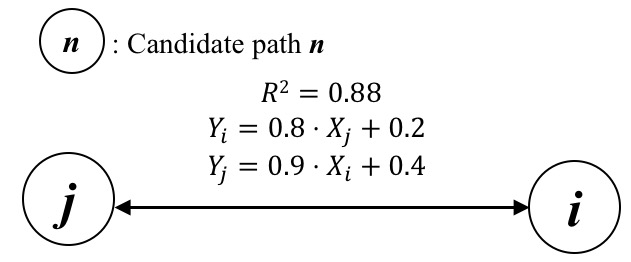 n : Candidate path n
R² = 0.88
Yᵢ = 0.8 · Xⱼ + 0.2
Yⱼ = 0.9 · Xᵢ + 0.4
j i